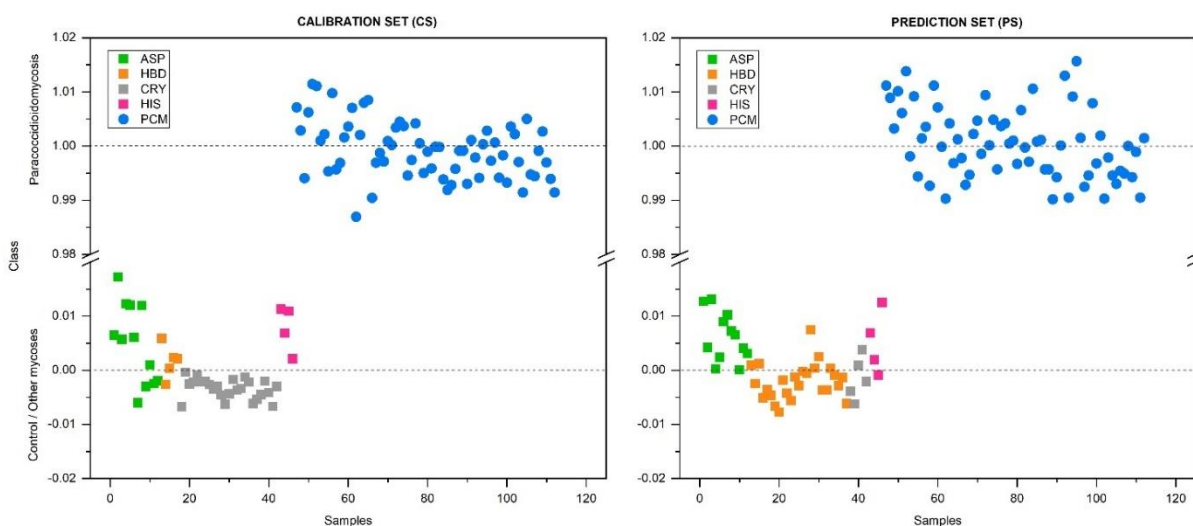 CALIBRATION SET (CS)
1.02
1.01
1.00
0.99
0.98
0.01
0.00
-0.01
-0.02
Paracoccidioidomycosis
Class
Control / Other mycoses
ASP
HBD
CRY
HIS
PCM
0 20 40 60 80 100 120
Samples
PREDICTION SET (PS)
1.02
1.01
1.00
0.99
0.98
0.01
0.00
-0.01
-0.02
ASP
HBD
CRY
HIS
PCM
0 20 40 60 80 100 120
Samples